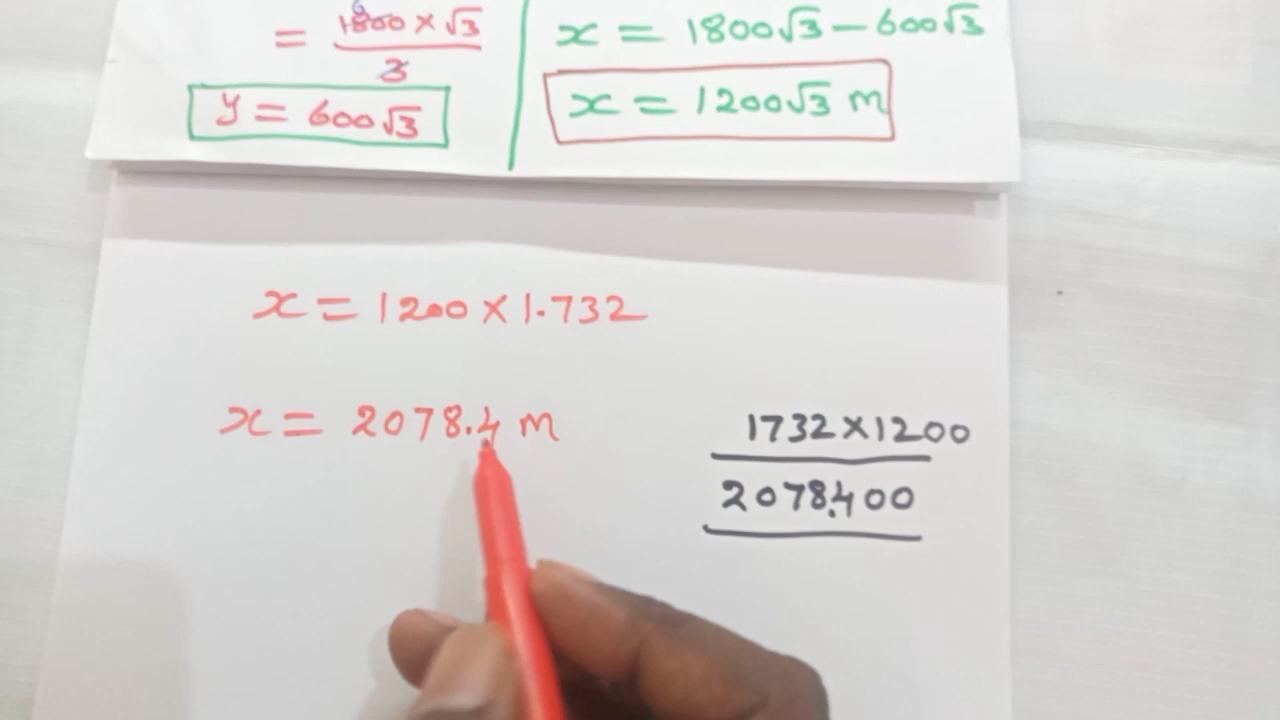 = 1800 × √3
3
6
y = 600√3
x = 1800√3 − 600√3
x = 1200√3 m
x = 1200 × 1.732
x = 2078.4 m
1732×1200
2078.400